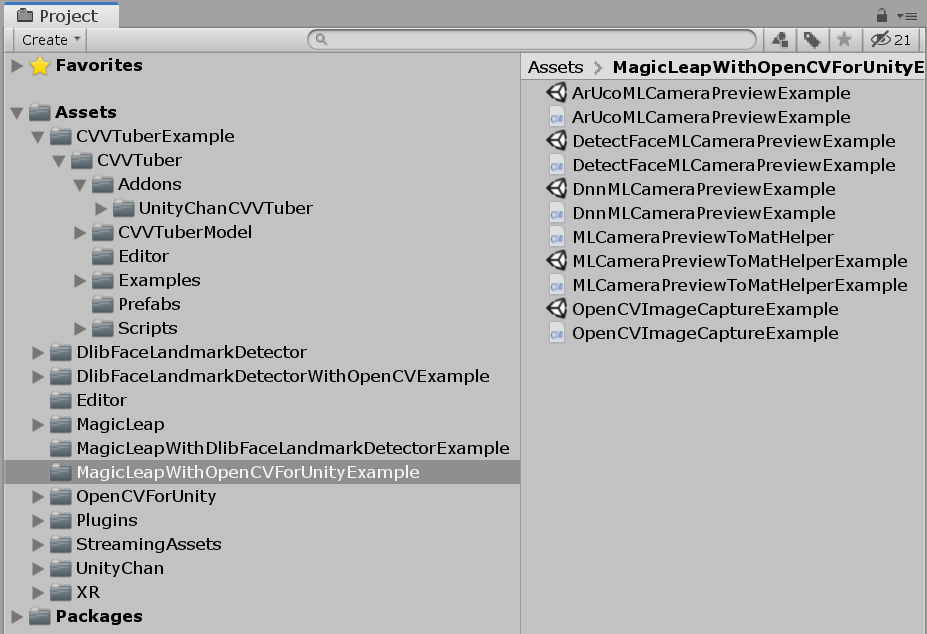 Project
Create
21
Favorites
Assets
CVVTuberExample
CVVTuber
Addons
UnityChanCVVTuber
CVVTuberModel
Editor
Examples
Prefabs
Scripts
DlibFaceLandmarkDetector
DlibFaceLandmarkDetectorWithOpenCVExample
Editor
MagicLeap
MagicLeapWithDlibFaceLandmarkDetectorExample
MagicLeapWithOpenCVForUnityExample
OpenCVForUnity
Plugins
StreamingAssets
UnityChan
XR
Packages
Assets > MagicLeapWithOpenCVForUnityE
ArUcoMLCameraPreviewExample
C# ArUcoMLCameraPreviewExample
DetectFaceMLCameraPreviewExample
C# DetectFaceMLCameraPreviewExample
DnnMLCameraPreviewExample
C# DnnMLCameraPreviewExample
C# MLCameraPreviewToMatHelper
MLCameraPreviewToMatHelperExample
C# MLCameraPreviewToMatHelperExample
OpenCVImageCaptureExample
C# OpenCVImageCaptureExample